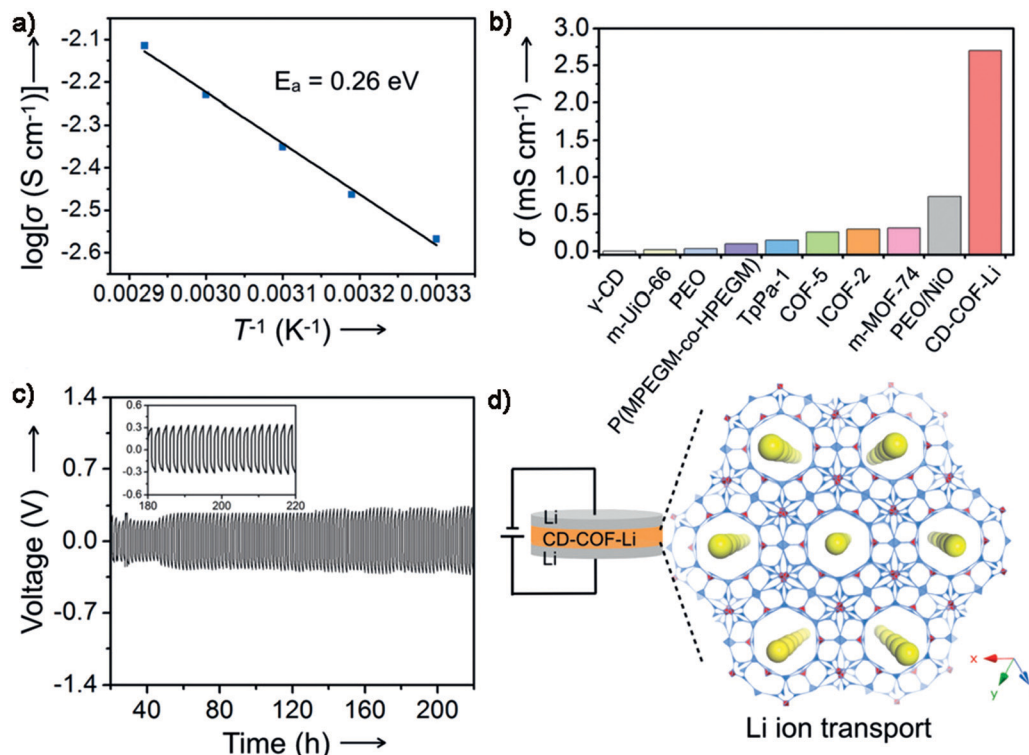 a)
log[σ (S cm⁻¹)]
-2.1
-2.2
-2.3
-2.4
-2.5
-2.6
Eₐ = 0.26 eV
0.0029 0.0030 0.0031 0.0032 0.0033
T⁻¹ (K⁻¹)
b)
σ (mS cm⁻¹)
3.0
2.5
2.0
1.5
1.0
0.5
0.0
γ-CD
m-UiO-66
PEO
P(MPEGM-co-HPEGM)
TpPa-1
COF-5
ICOF-2
m-MOF-74
PEO/NiO
CD-COF-Li
c)
Voltage (V)
1.4
0.7
0.0
-0.7
-1.4
0.6
0.3
0.0
-0.3
-0.6
180 200 220
40 80 120 160 200
Time (h)
d)
Li
CD-COF-Li
Li
x
y
Li ion transport